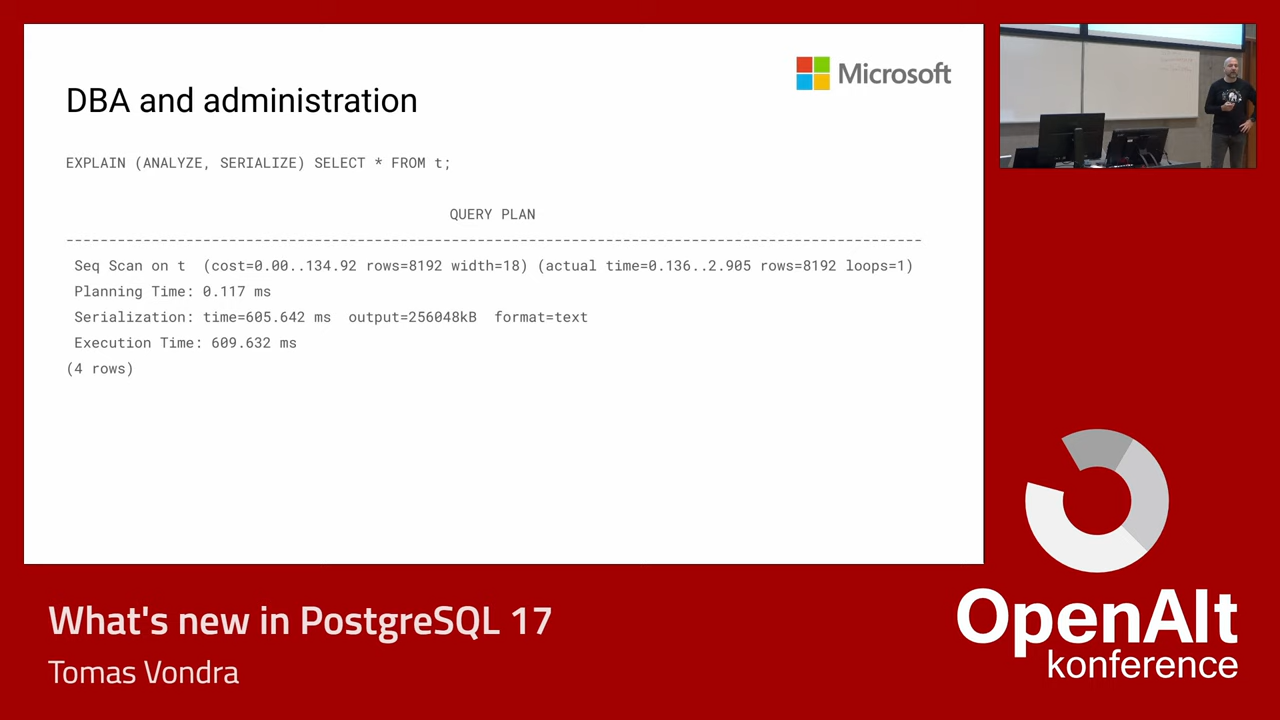 DBA and administration
Microsoft
EXPLAIN (ANALYZE, SERIALIZE) SELECT * FROM t;
QUERY PLAN
----------------------------------------------------------------------------------------------------
Seq Scan on t  (cost=0.00..134.92 rows=8192 width=18) (actual time=0.136..2.905 rows=8192 loops=1)
Planning Time: 0.117 ms
Serialization: time=605.642 ms  output=256048kB  format=text
Execution Time: 609.632 ms
(4 rows)
What's new in PostgreSQL 17
Tomas Vondra
OpenAlt
konference